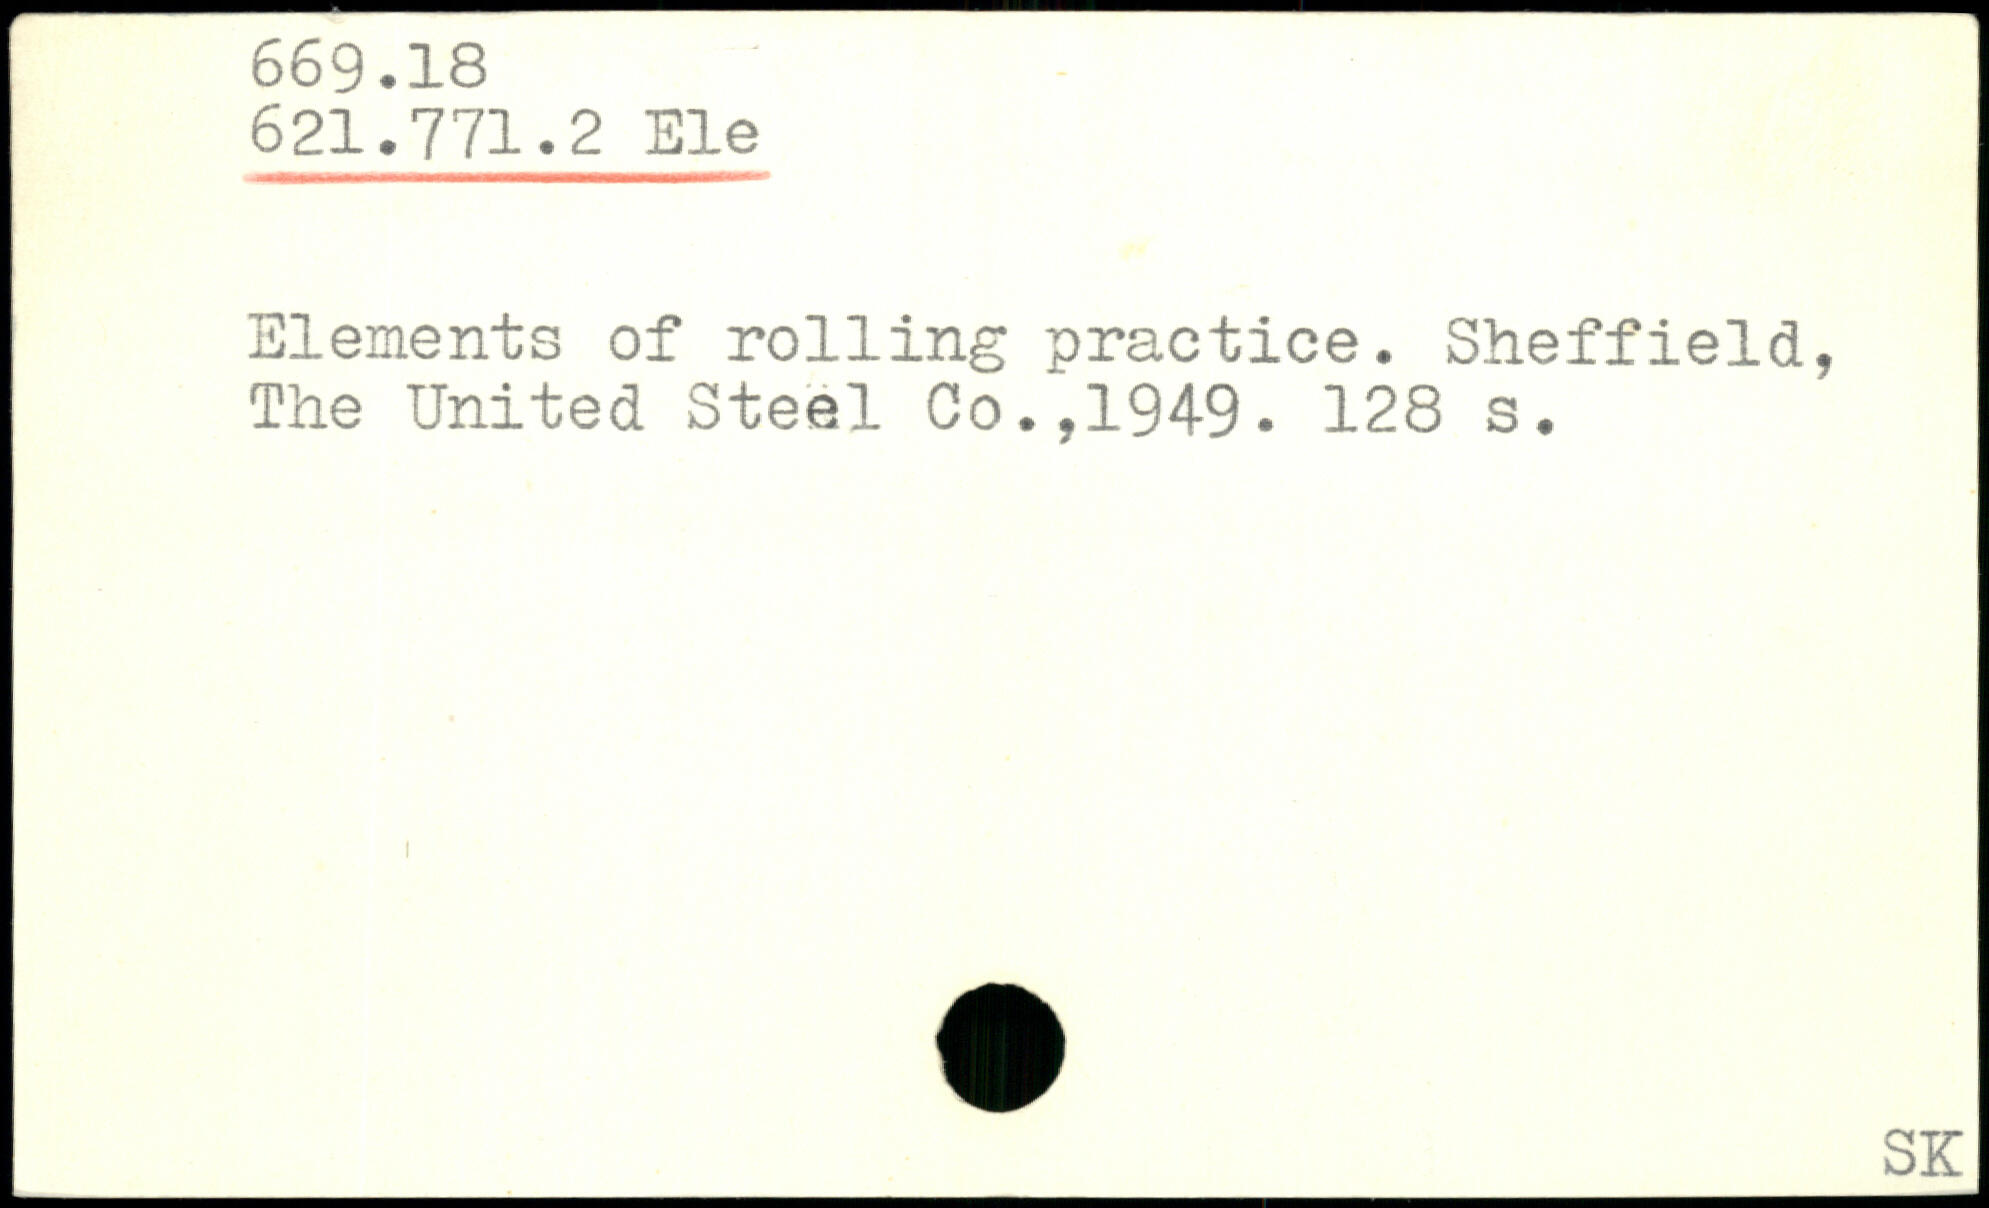 669.18
621.771.2 Ele
Elements of rolling practice. Sheffield,
The United Steel Co.,1949. 128 s.
SK